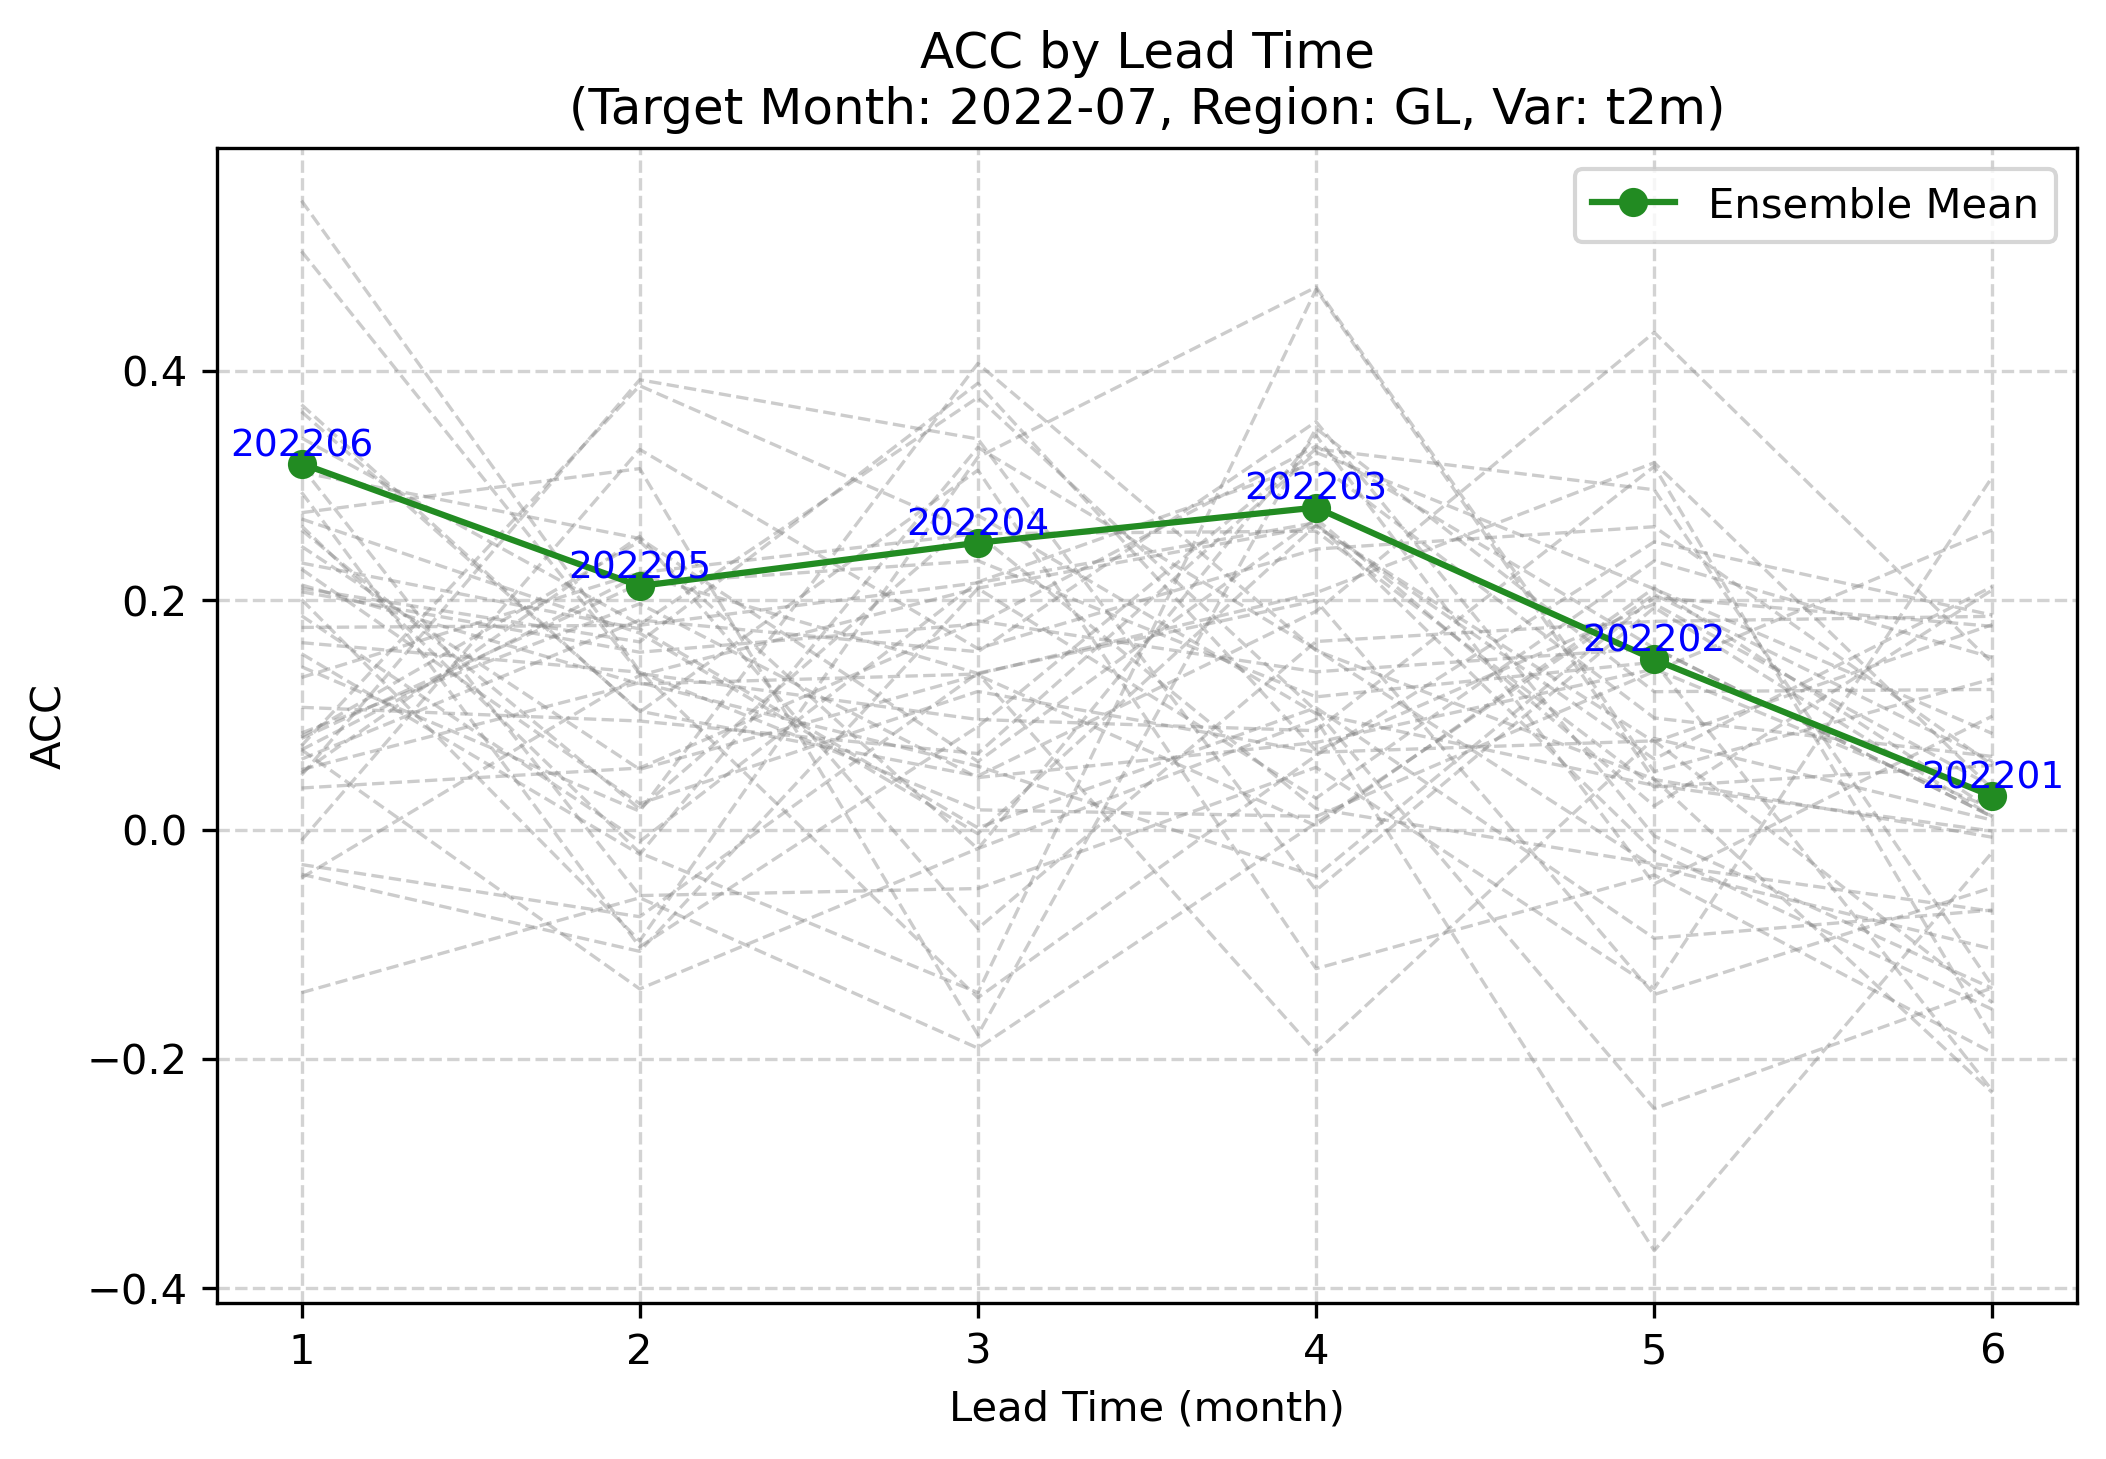 ACC by Lead Time
(Target Month: 2022-07, Region: GL, Var: t2m)
Ensemble Mean
ACC
0.4
0.2
0.0
−0.2
−0.4
202206
202205
202204
202203
202202
202201
1 2 3 4 5 6
Lead Time (month)